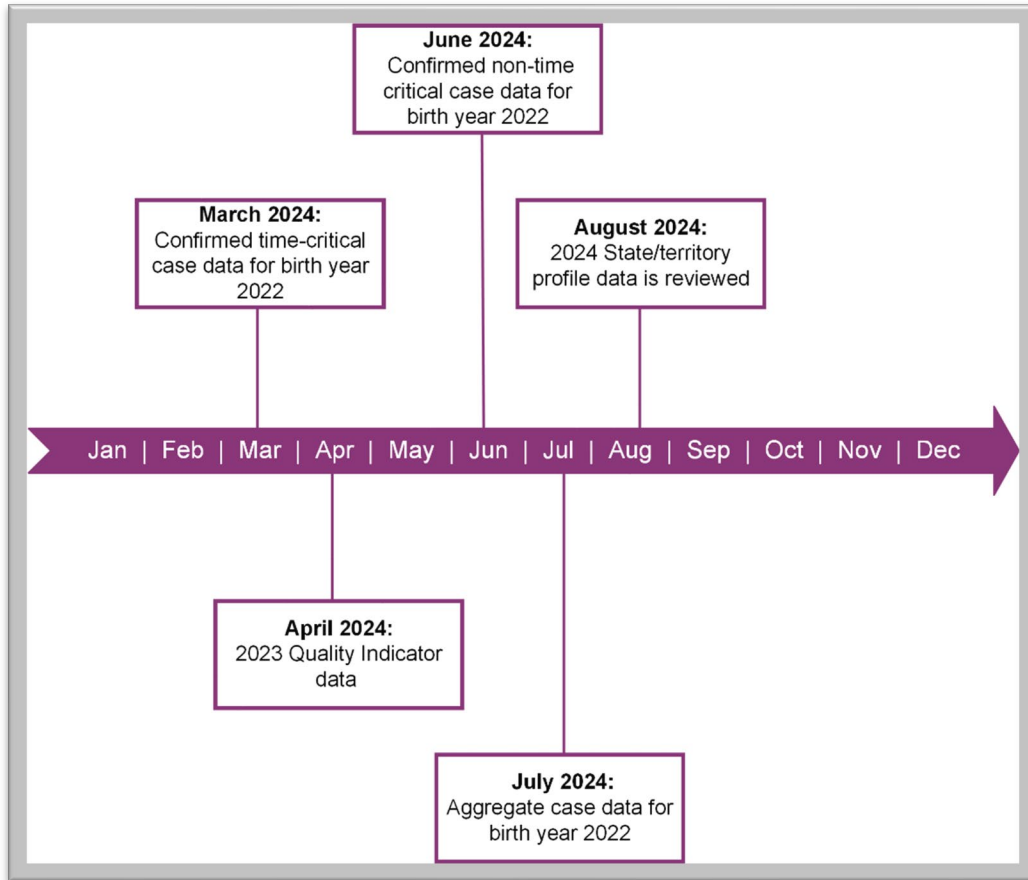 June 2024:
Confirmed non-time
critical case data for
birth year 2022
March 2024:
Confirmed time-critical
case data for birth year
2022
August 2024:
2024 State/territory
profile data is reviewed
Jan | Feb | Mar | Apr | May | Jun | Jul | Aug | Sep | Oct | Nov | Dec
April 2024:
2023 Quality Indicator
data
July 2024:
Aggregate case data for
birth year 2022